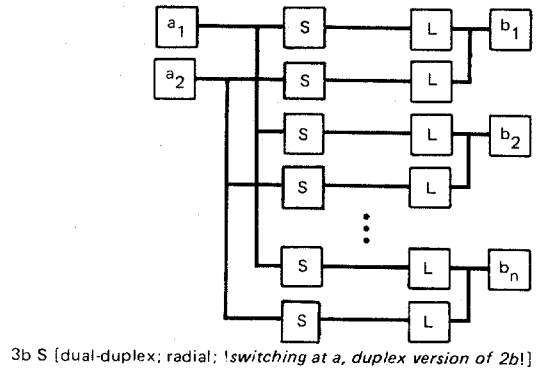 a1 S L b1
a2 S L
S L b2
S L
S L bn
S L
3b S [dual-duplex; radial; !switching at a, duplex version of 2b!]